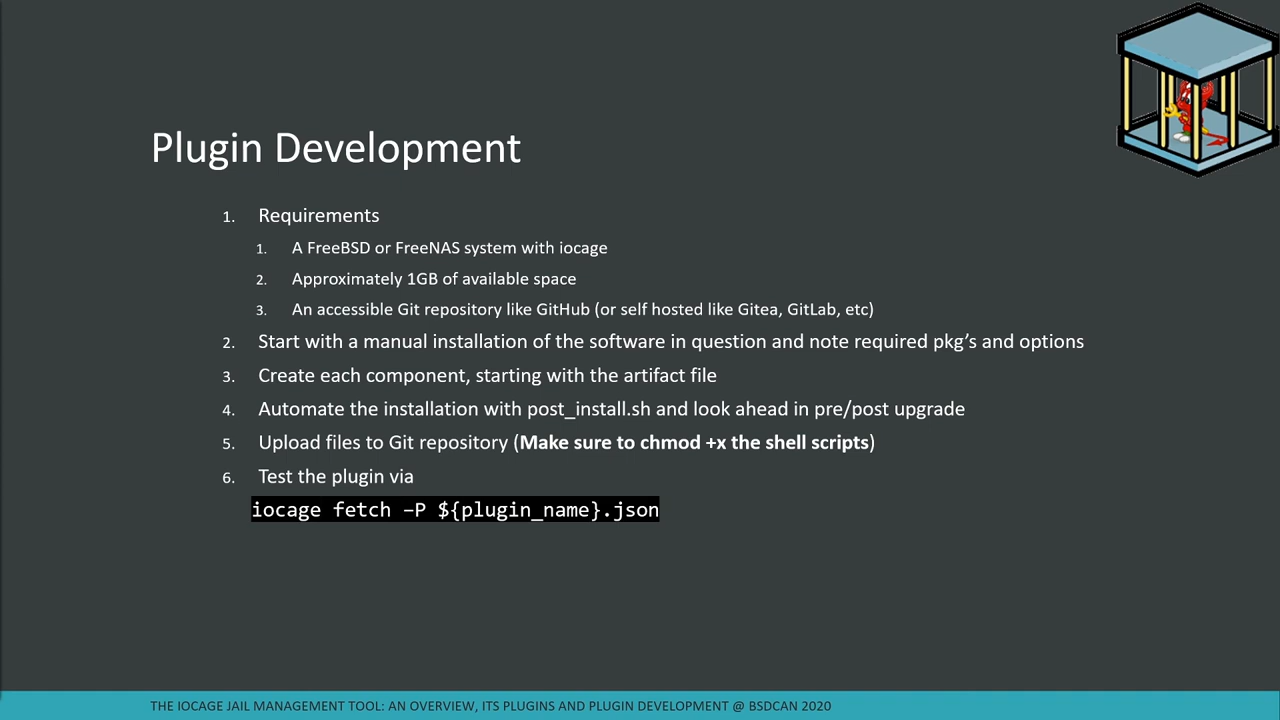 Plugin Development
1. Requirements
1. A FreeBSD or FreeNAS system with iocage
2. Approximately 1GB of available space
3. An accessible Git repository like GitHub (or self hosted like Gitea, GitLab, etc)
2. Start with a manual installation of the software in question and note required pkg’s and options
3. Create each component, starting with the artifact file
4. Automate the installation with post_install.sh and look ahead in pre/post upgrade
5. Upload files to Git repository (Make sure to chmod +x the shell scripts)
6. Test the plugin via
iocage fetch –P ${plugin_name}.json
THE IOCAGE JAIL MANAGEMENT TOOL: AN OVERVIEW, ITS PLUGINS AND PLUGIN DEVELOPMENT @ BSDCAN 2020